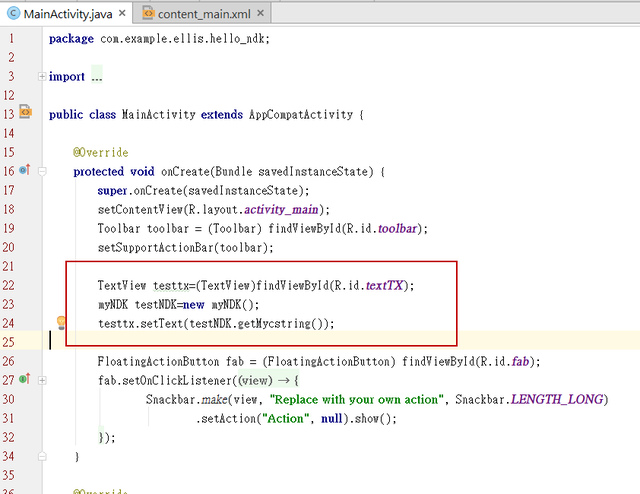 MainActivity.java × content_main.xml ×
1 package com.example.ellis.hello_ndk;
2
3 import ...
12
13 public class MainActivity extends AppCompatActivity {
14
15 @Override
16 protected void onCreate(Bundle savedInstanceState) {
17 super.onCreate(savedInstanceState);
18 setContentView(R.layout.activity_main);
19 Toolbar toolbar = (Toolbar) findViewById(R.id.toolbar);
20 setSupportActionBar(toolbar);
21
22 TextView testtx=(TextView)findViewById(R.id.textTX);
23 myNDK testNDK=new myNDK();
24 testtx.setText(testNDK.getMycstring());
25
26 FloatingActionButton fab = (FloatingActionButton) findViewById(R.id.fab);
27 fab.setOnClickListener((view) → {
30 Snackbar.make(view, "Replace with your own action", Snackbar.LENGTH_LONG)
31 .setAction("Action", null).show();
32 });
34 }
35
36 @Override